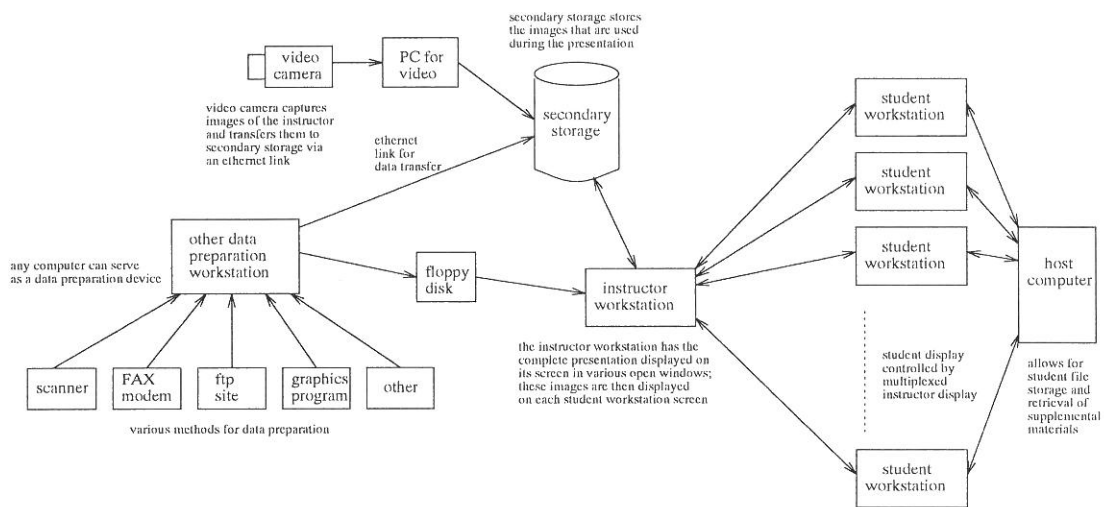 secondary storage stores
the images that are used
during the presentation
video
camera
PC for
video
secondary
storage
video camera captures
images of the instructor
and transfers them to
secondary storage via
an ethernet link
ethernet
link for
data transfer
other data
preparation
workstation
any computer can serve
as a data preparation device
floppy
disk
instructor
workstation
the instructor workstation has the
complete presentation displayed on
its screen in various open windows;
these images are then displayed
on each student workstation screen
scanner
FAX
modem
ftp
site
graphics
program
other
various methods for data preparation
student
workstation
student
workstation
student
workstation
student display
controlled by
multiplexed
instructor display
student
workstation
host
computer
allows for
student file
storage and
retrieval of
supplemental
materials